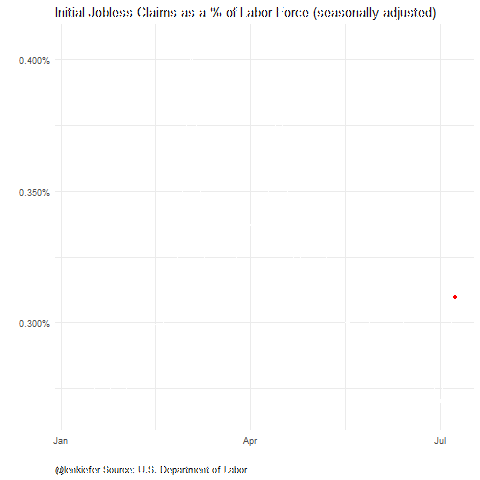 Initial Jobless Claims as a % of Labor Force (seasonally adjusted)
0.400%
0.350%
0.300%
Jan Apr Jul
@lenkiefer Source: U.S. Department of Labor